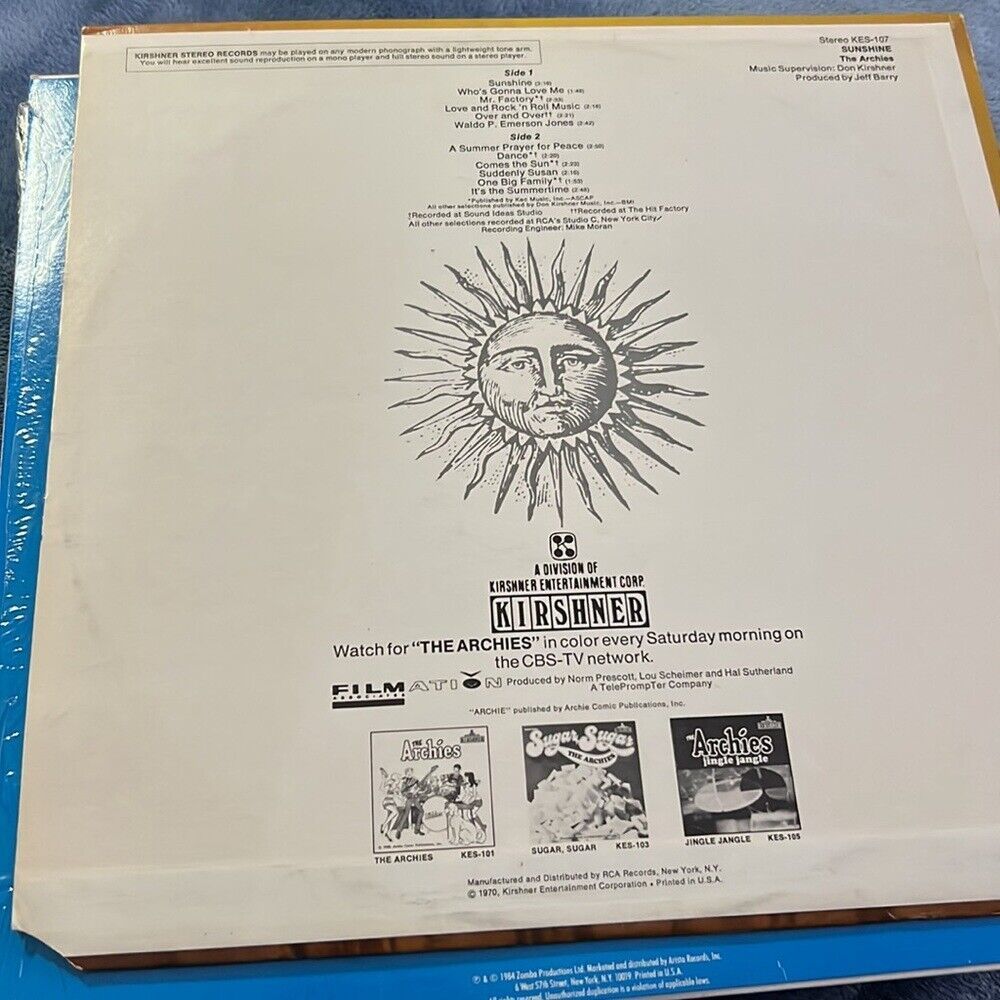 KIRSHNER STEREO RECORDS may be played on any modern phonograph with a lightweight tone arm.
You will hear excellent sound reproduction on a mono player and full stereo sound on a stereo player.
Stereo KES-107
SUNSHINE
The Archies
Music Supervision: Don Kirshner
Produced by Jeff Barry
Side 1
Sunshine (3:16)
Who's Gonna Love Me (1:48)
Mr. Factory*† (2:53)
Love and Rock 'n Roll Music (2:16)
Over and Over†† (2:21)
Waldo P. Emerson Jones (2:42)
Side 2
A Summer Prayer for Peace (2:50)
Dance*† (2:20)
Comes the Sun*† (2:22)
Suddenly Susan (2:16)
One Big Family*† (1:53)
It's the Summertime (2:48)
*Published by Kec Music, Inc.—ASCAP
All other selections published by Don Kirshner Music, Inc.—BMI
†Recorded at Sound Ideas Studio ††Recorded at The Hit Factory
All other selections recorded at RCA's Studio C, New York City
Recording Engineer: Mike Moran
A DIVISION OF
KIRSHNER ENTERTAINMENT CORP.
KIRSHNER
Watch for "THE ARCHIES" in color every Saturday morning on
the CBS-TV network.
FILMATION
ASSOCIATES
Produced by Norm Prescott, Lou Scheimer and Hal Sutherland
A TelePrompTer Company
"ARCHIE" published by Archie Comic Publications, Inc.
THE Archies
Sugar Sugar
THE ARCHIES
THE Archies
jingle jangle
THE ARCHIES KES-101
SUGAR, SUGAR KES-103
JINGLE JANGLE KES-105
Manufactured and Distributed by RCA Records, New York, N.Y.
© 1970, Kirshner Entertainment Corporation • Printed in U.S.A.
℗ & © 1984 Zomba Productions Ltd. Marketed and distributed by Arista Records, Inc.
6 West 57th Street, New York, N.Y. 10019. Printed in U.S.A.
All rights reserved. Unauthorized duplication is a violation of applicable laws.